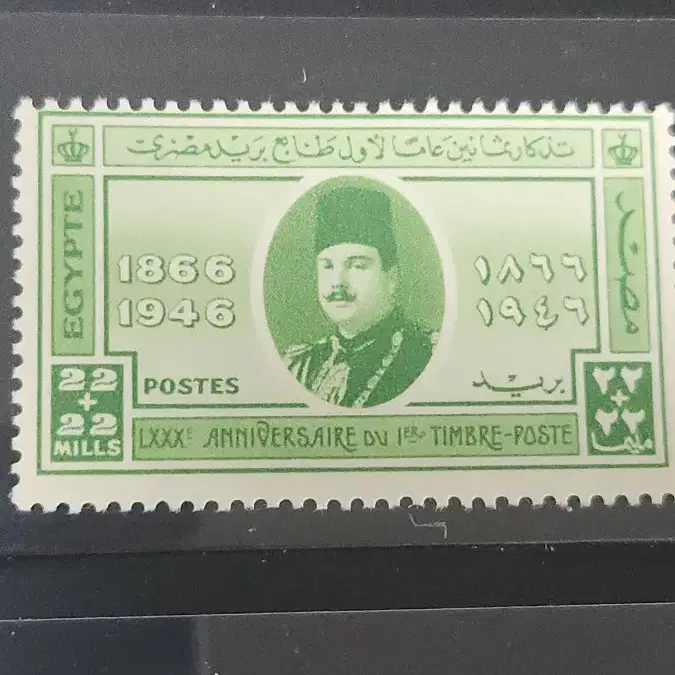 تذكار ثمانين عاما لأول طابع بريد مصرى
EGYPTE
مصر
1866
1946
١٨٦٦
١٩٤٦
22
+
22
MILLS
POSTES
بريد
٢٢
+
٢٢
مليم
LXXXE ANNIVERSAIRE DU 1ER TIMBRE-POSTE